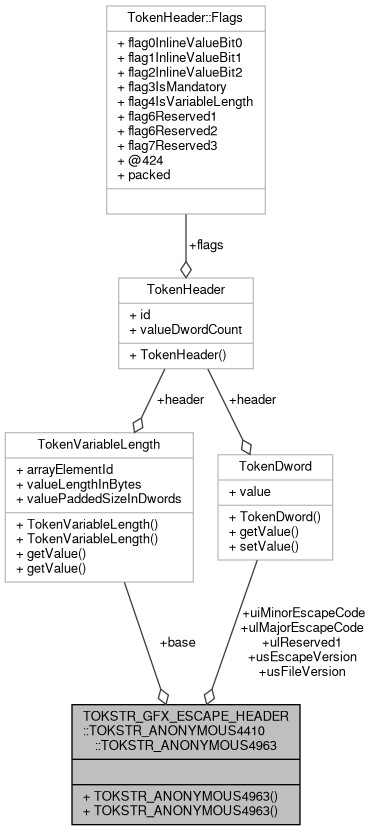 TokenHeader::Flags
+ flag0InlineValueBit0
+ flag1InlineValueBit1
+ flag2InlineValueBit2
+ flag3IsMandatory
+ flag4IsVariableLength
+ flag6Reserved1
+ flag6Reserved2
+ flag7Reserved3
+ @424
+ packed
+flags
TokenHeader
+ id
+ valueDwordCount
+ TokenHeader()
+header
+header
TokenVariableLength
+ arrayElementId
+ valueLengthInBytes
+ valuePaddedSizeInDwords
+ TokenVariableLength()
+ TokenVariableLength()
+ getValue()
+ getValue()
TokenDword
+ value
+ TokenDword()
+ getValue()
+ setValue()
+base
+uiMinorEscapeCode
+ulMajorEscapeCode
+ulReserved1
+usEscapeVersion
+usFileVersion
TOKSTR_GFX_ESCAPE_HEADER
::TOKSTR_ANONYMOUS4410
::TOKSTR_ANONYMOUS4963
+ TOKSTR_ANONYMOUS4963()
+ TOKSTR_ANONYMOUS4963()